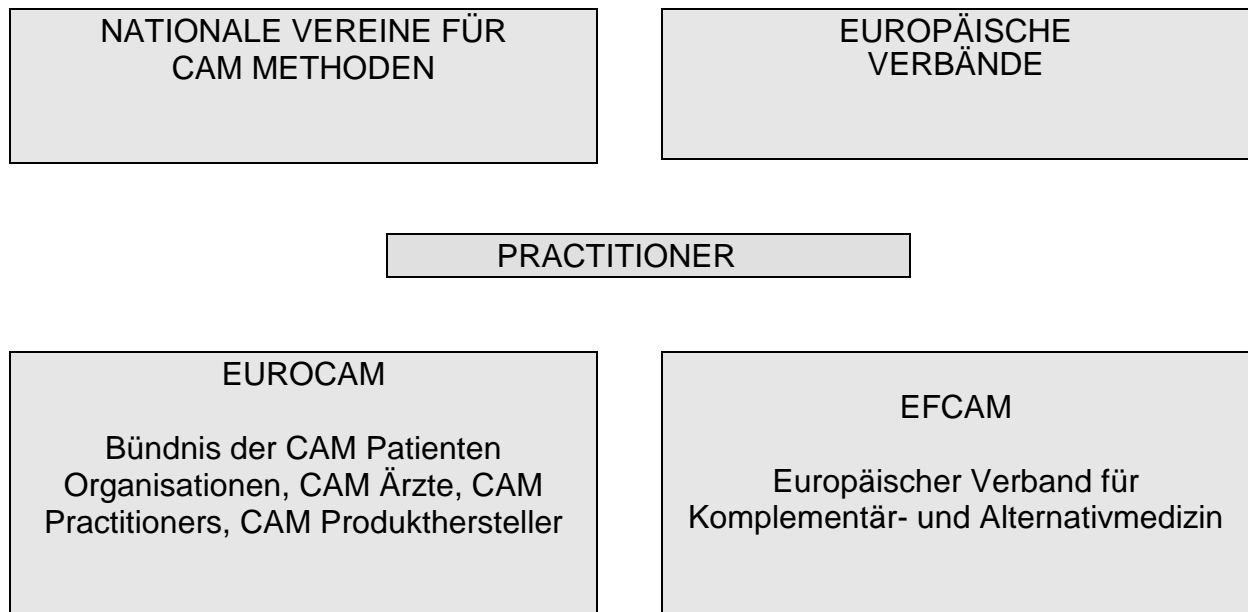 NATIONALE VEREINE FÜR
CAM METHODEN
EUROPÄISCHE
VERBÄNDE
PRACTITIONER
EUROCAM
Bündnis der CAM Patienten
Organisationen, CAM Ärzte, CAM
Practitioners, CAM Produkthersteller
EFCAM
Europäischer Verband für
Komplementär- und Alternativmedizin